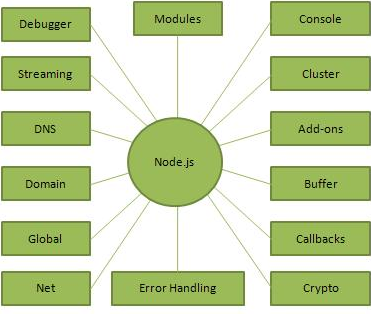 Debugger
Modules
Console
Streaming
Cluster
DNS
Add-ons
Node.js
Domain
Buffer
Global
Callbacks
Net
Error Handling
Crypto